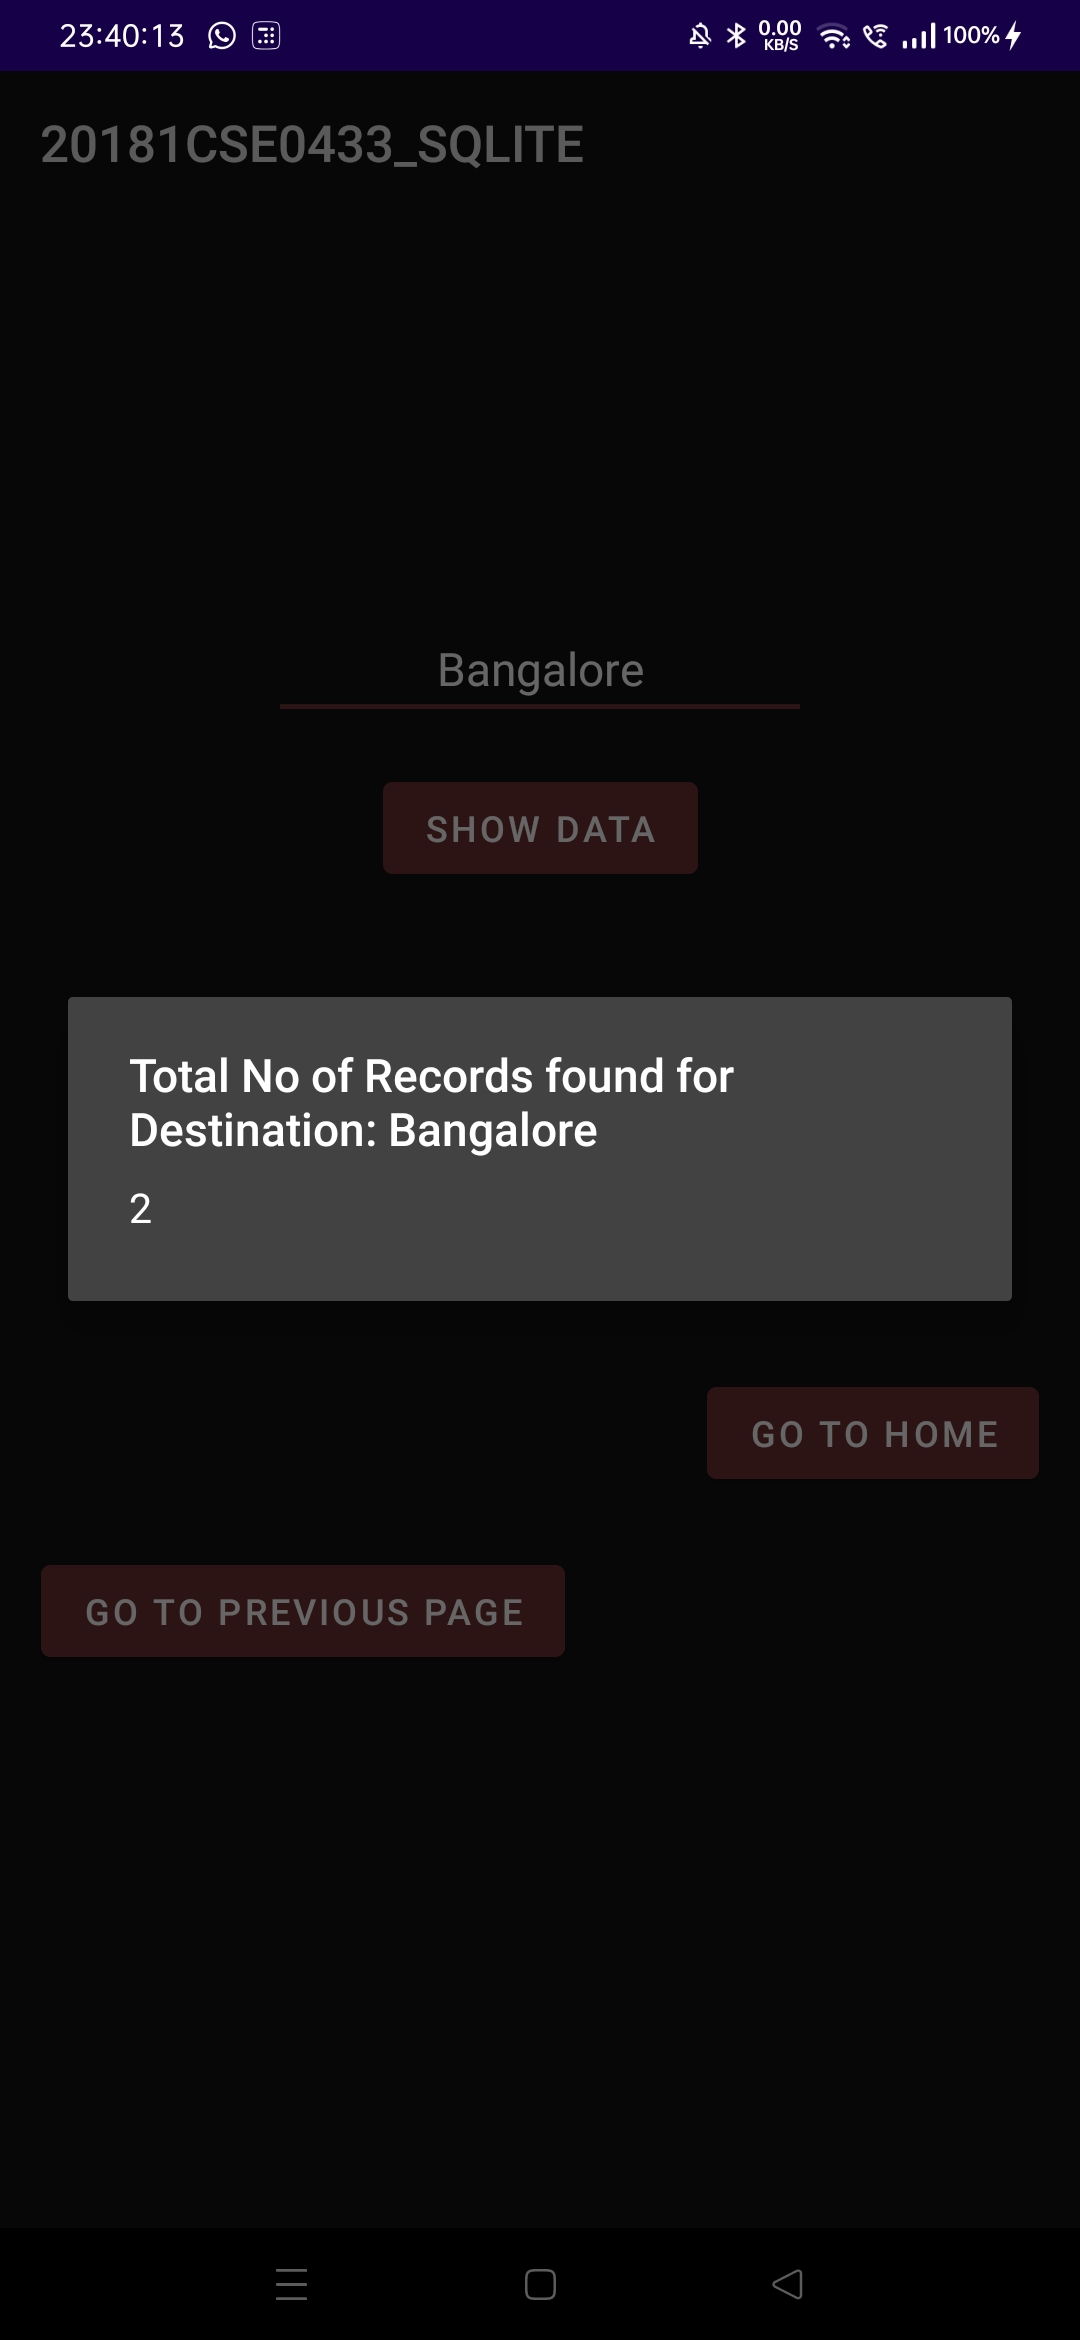 23:40:13
0.00
KB/S
100%
20181CSE0433_SQLITE
Bangalore
SHOW DATA
Total No of Records found for
Destination: Bangalore
2
GO TO HOME
GO TO PREVIOUS PAGE